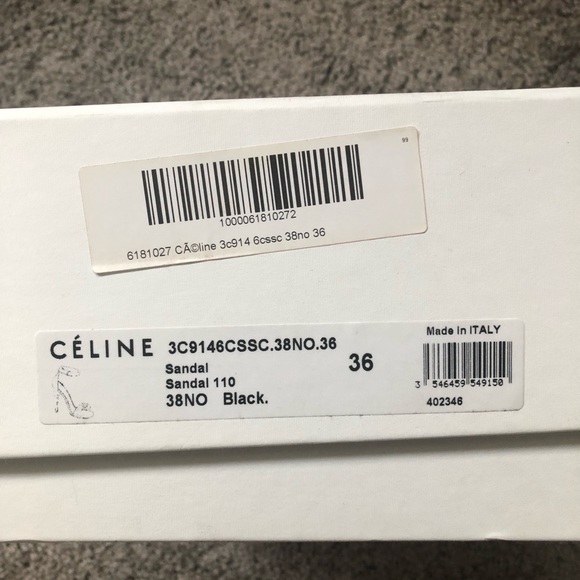 99
1000061810272
6181027 CÃ©line 3c914 6cssc 38no 36
CÉLINE 3C9146CSSC.38NO.36 36
Sandal
Sandal 110
38NO Black.
Made in ITALY
3 546459 549150
402346